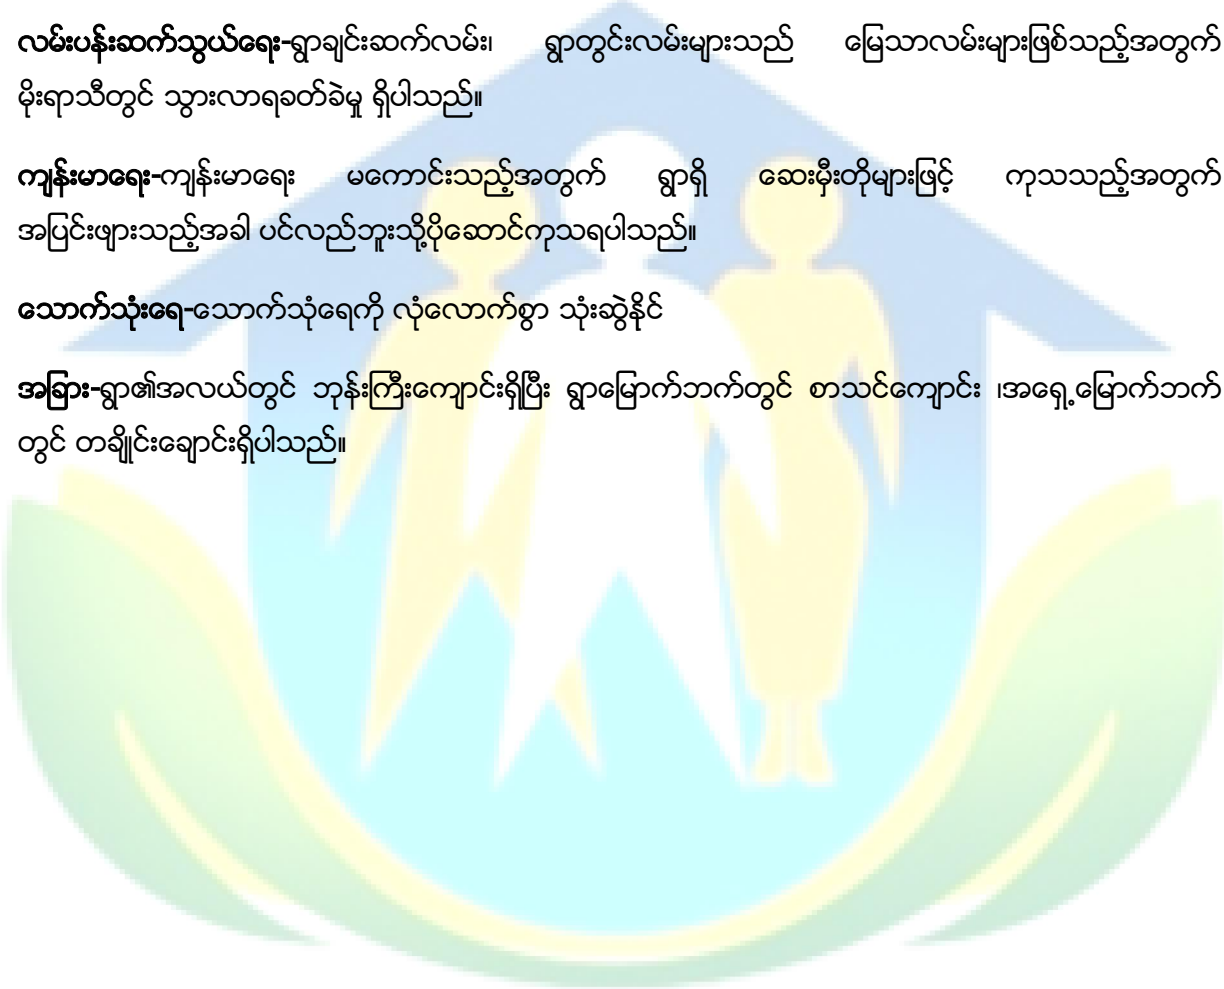 လမ်းပန်းဆက်သွယ်ရေး-ရွာချင်းဆက်လမ်း၊ ရွာတွင်းလမ်းများသည် မြေသာလမ်းများဖြစ်သည့်အတွက်
မိုးရာသီတွင် သွားလာရခတ်ခဲမှု ရှိပါသည်။
ကျန်းမာရေး-ကျန်းမာရေး မကောင်းသည့်အတွက် ရွာရှိ ဆေးမှီးတိုများဖြင့် ကုသသည့်အတွက်
အပြင်းဖျားသည့်အခါ ပင်လည်ဘူးသို့ပို့ဆောင်ကုသရပါသည်။
သောက်သုံးရေ-သောက်သုံရေကို လုံလောက်စွာ သုံးဆွဲနိုင်
အခြား-ရွာ၏အလယ်တွင် ဘုန်းကြီးကျောင်းရှိပြီး ရွာမြောက်ဘက်တွင် စာသင်ကျောင်း ၊အရှေ့မြောက်ဘက်
တွင် တချိုင်းချောင်းရှိပါသည်။